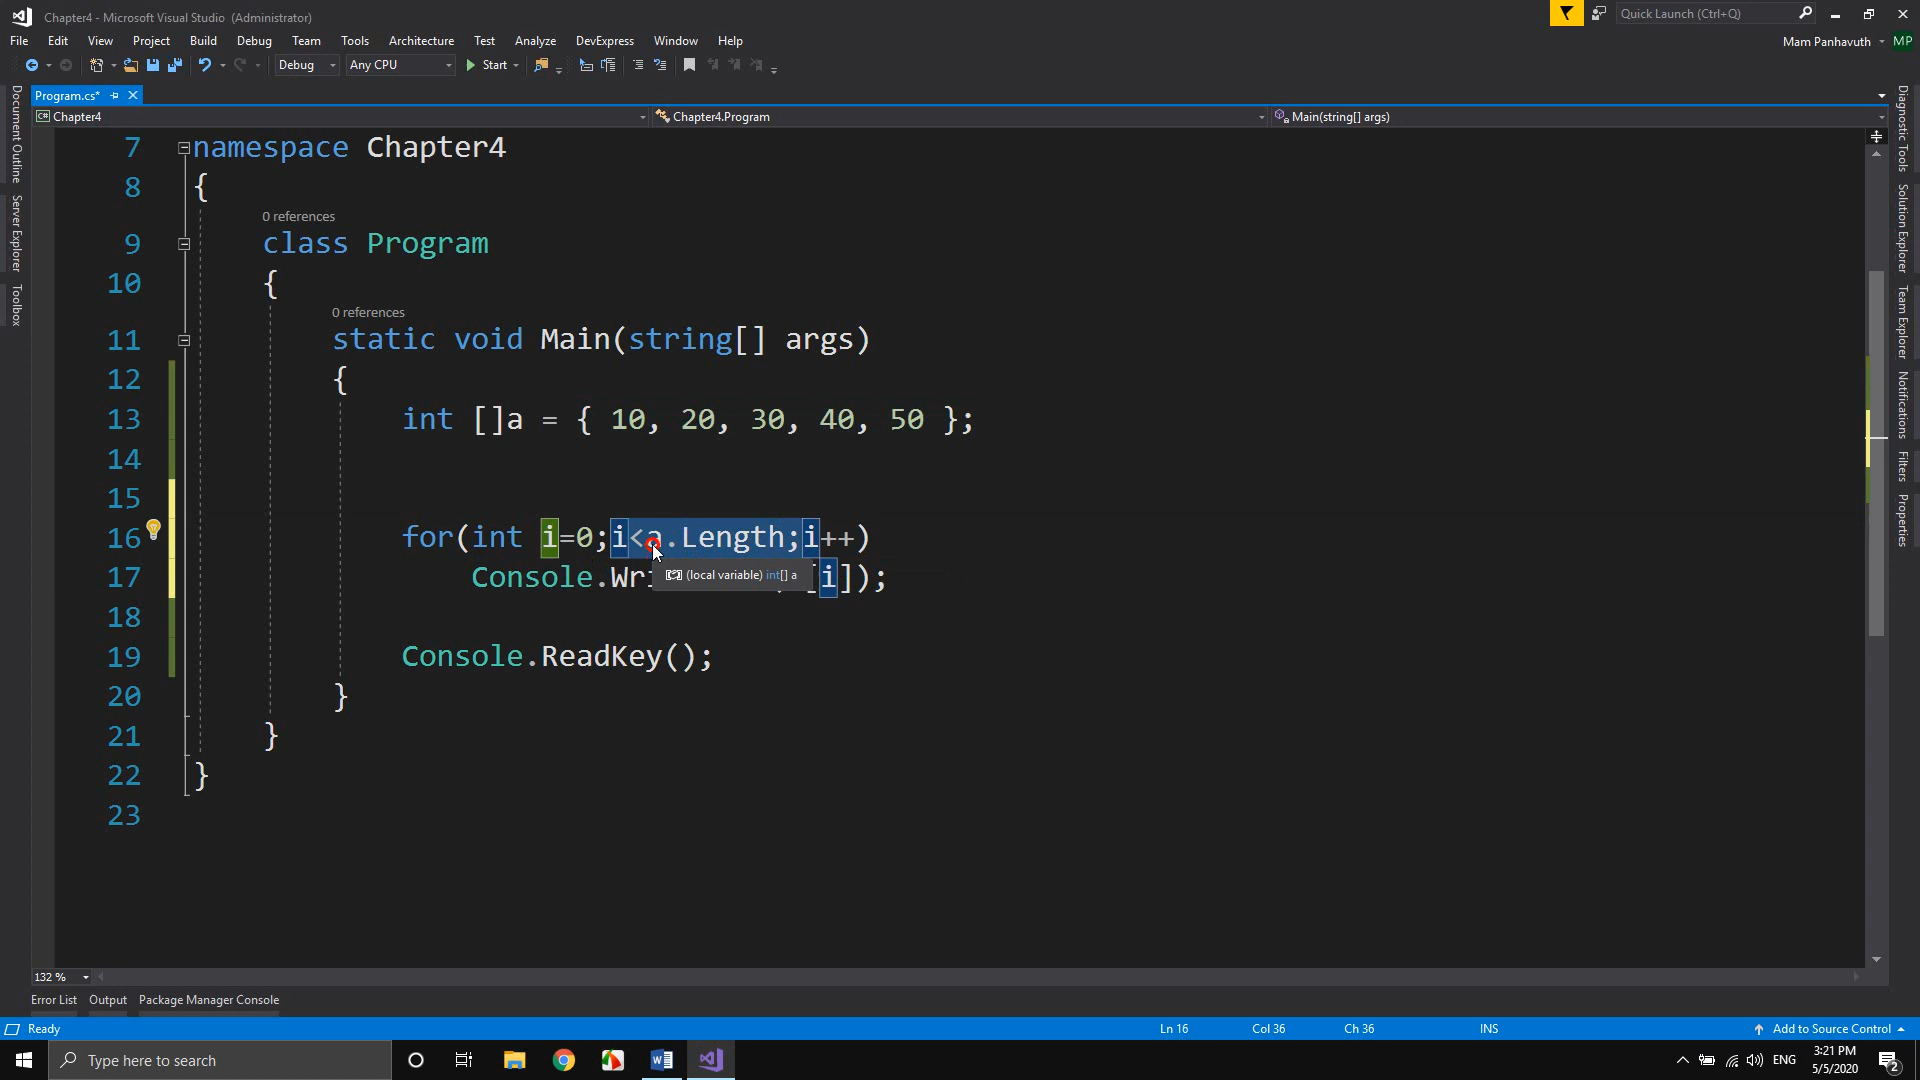 Chapter4 - Microsoft Visual Studio (Administrator)
Quick Launch (Ctrl+Q)
File Edit View Project Build Debug Team Tools Architecture Test Analyze DevExpress Window Help
Mam Panhavuth MP
Debug Any CPU Start
Program.cs*
Chapter4 Chapter4.Program Main(string[] args)
Document Outline
Server Explorer
Toolbox
Diagnostic Tools
Solution Explorer
Team Explorer
Notifications
Filters
Properties
7 namespace Chapter4
8 {
0 references
9 class Program
10 {
0 references
11 static void Main(string[] args)
12 {
13 int []a = { 10, 20, 30, 40, 50 };
14
15
16 for(int i=0;i<a.Length;i++)
17 Console.Wri [i]);
(local variable) int[] a
18
19 Console.ReadKey();
20 }
21 }
22 }
23
132 %
Error List Output Package Manager Console
Ready Ln 16 Col 36 Ch 36 INS Add to Source Control
Type here to search
ENG
3:21 PM
5/5/2020
2